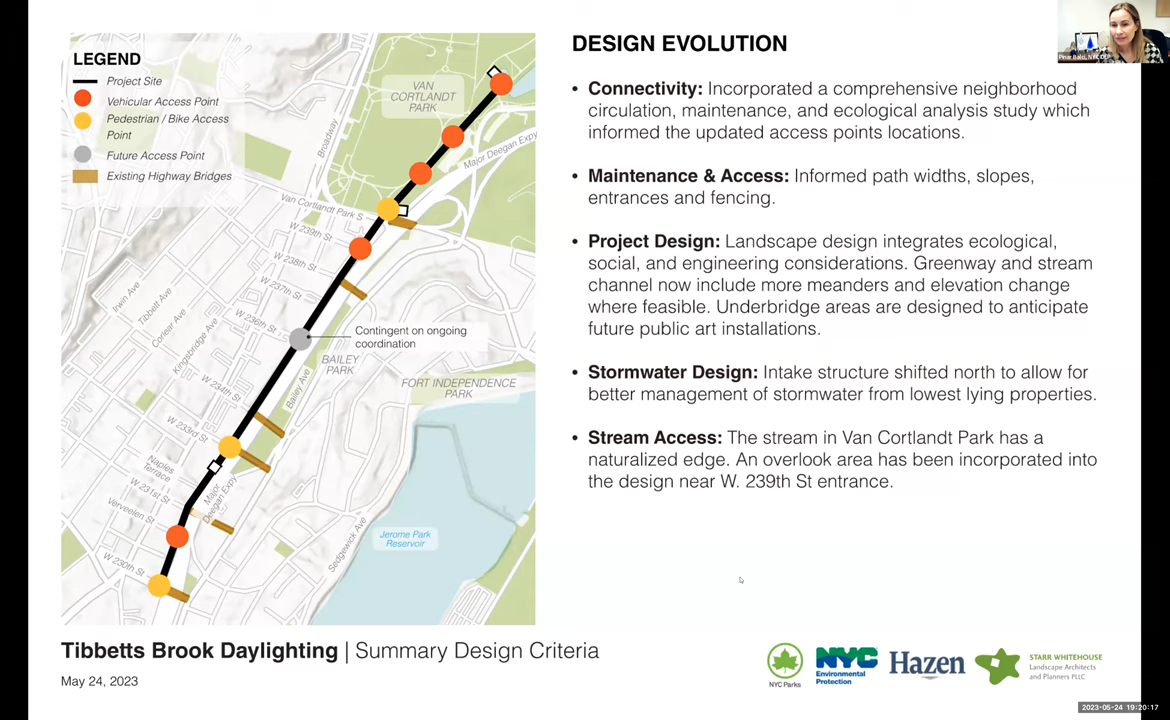 LEGEND
Project Site
Vehicular Access Point
Pedestrian / Bike Access
Point
Future Access Point
Existing Highway Bridges
VAN
CORTLANDT
PARK
Broadway
Major Deegan Expy
Van Cortlandt Park S
W 239th St
W 238th St
W 237th St
W 236th St
Irwin Ave
Tibbett Ave
Corlear Ave
Kingsbridge Ave
Contingent on ongoing
coordination
BAILEY
PARK
Bailey Ave
FORT INDEPENDENCE
PARK
W 234th St
W 233rd St
Naples
Terrace
W 231st St
Major
Deegan Expy
Verveelen St
W 230th St
Sedgewick Ave
Jerome Park
Reservoir
DESIGN EVOLUTION
• Connectivity: Incorporated a comprehensive neighborhood
circulation, maintenance, and ecological analysis study which
informed the updated access points locations.
• Maintenance & Access: Informed path widths, slopes,
entrances and fencing.
• Project Design: Landscape design integrates ecological,
social, and engineering considerations. Greenway and stream
channel now include more meanders and elevation change
where feasible. Underbridge areas are designed to anticipate
future public art installations.
• Stormwater Design: Intake structure shifted north to allow for
better management of stormwater from lowest lying properties.
• Stream Access: The stream in Van Cortlandt Park has a
naturalized edge. An overlook area has been incorporated into
the design near W. 239th St entrance.
Pinar Balci, NYC DEP
Tibbetts Brook Daylighting | Summary Design Criteria
May 24, 2023
NYC Parks
NYC
Environmental
Protection
Hazen
STARR WHITEHOUSE
Landscape Architects
and Planners PLLC
2023-05-24 19:20:17